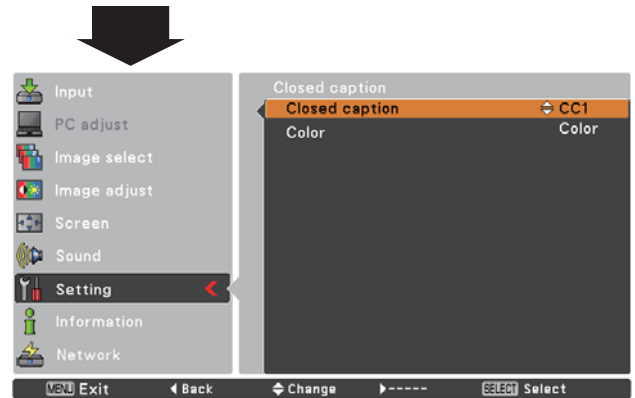 Input
PC adjust
Image select
Image adjust
Screen
Sound
Setting
Information
Network
Closed caption
Closed caption CC1
Color Color
MENU Exit Back Change ----- SELECT Select